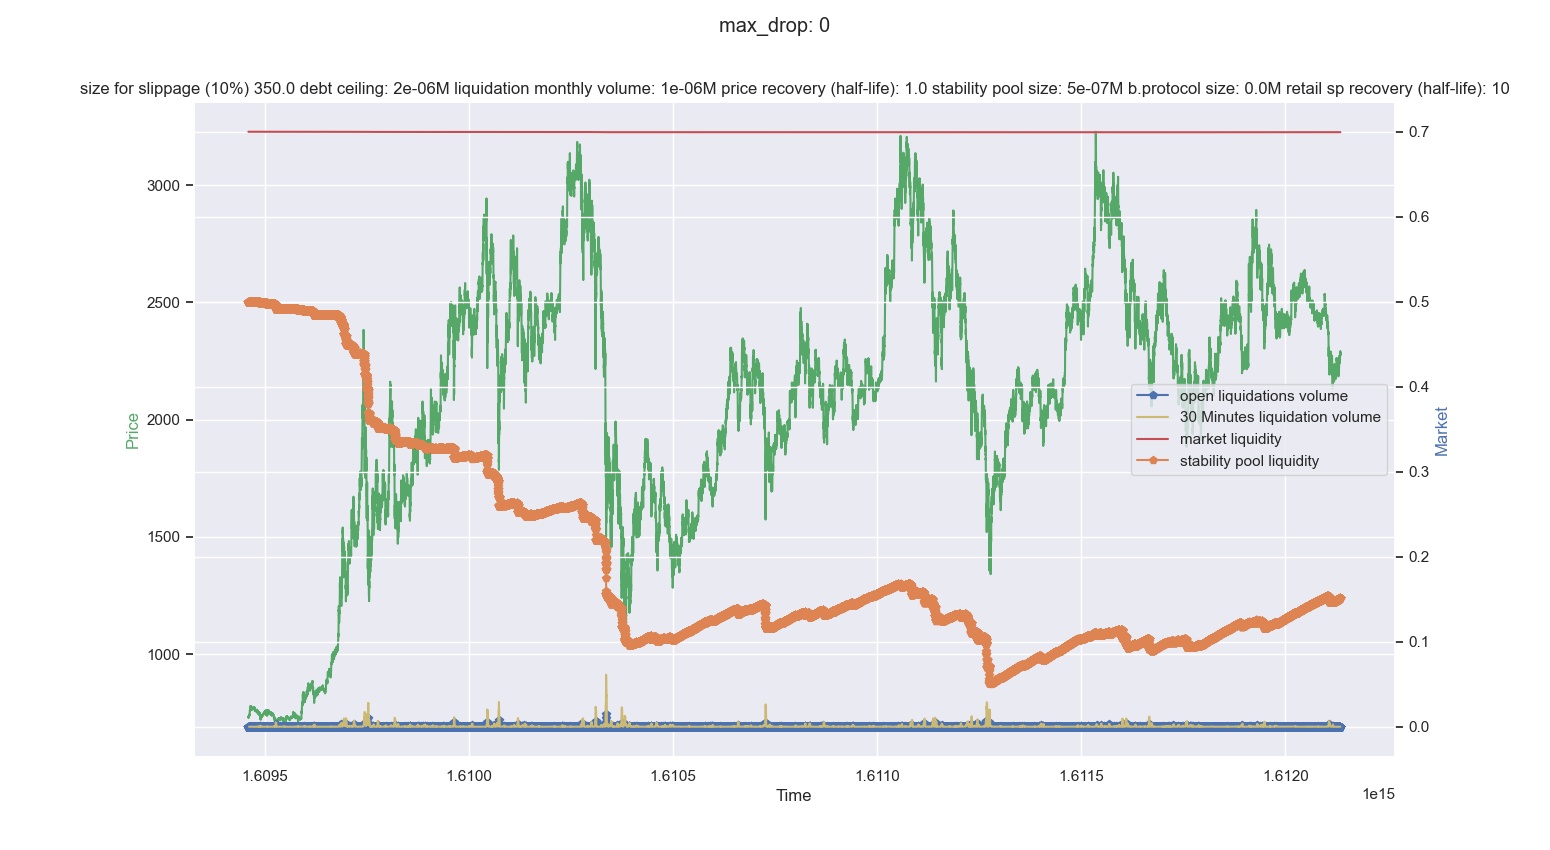 max_drop: 0
size for slippage (10%) 350.0 debt ceiling: 2e-06M liquidation monthly volume: 1e-06M price recovery (half-life): 1.0 stability pool size: 5e-07M b.protocol size: 0.0M retail sp recovery (half-life): 10
3000
2500
2000
1500
1000
Price
0.7
0.6
0.5
0.4
0.3
0.2
0.1
0.0
Market
open liquidations volume
30 Minutes liquidation volume
market liquidity
stability pool liquidity
1.6095 1.6100 1.6105 1.6110 1.6115 1.6120
Time
1e15